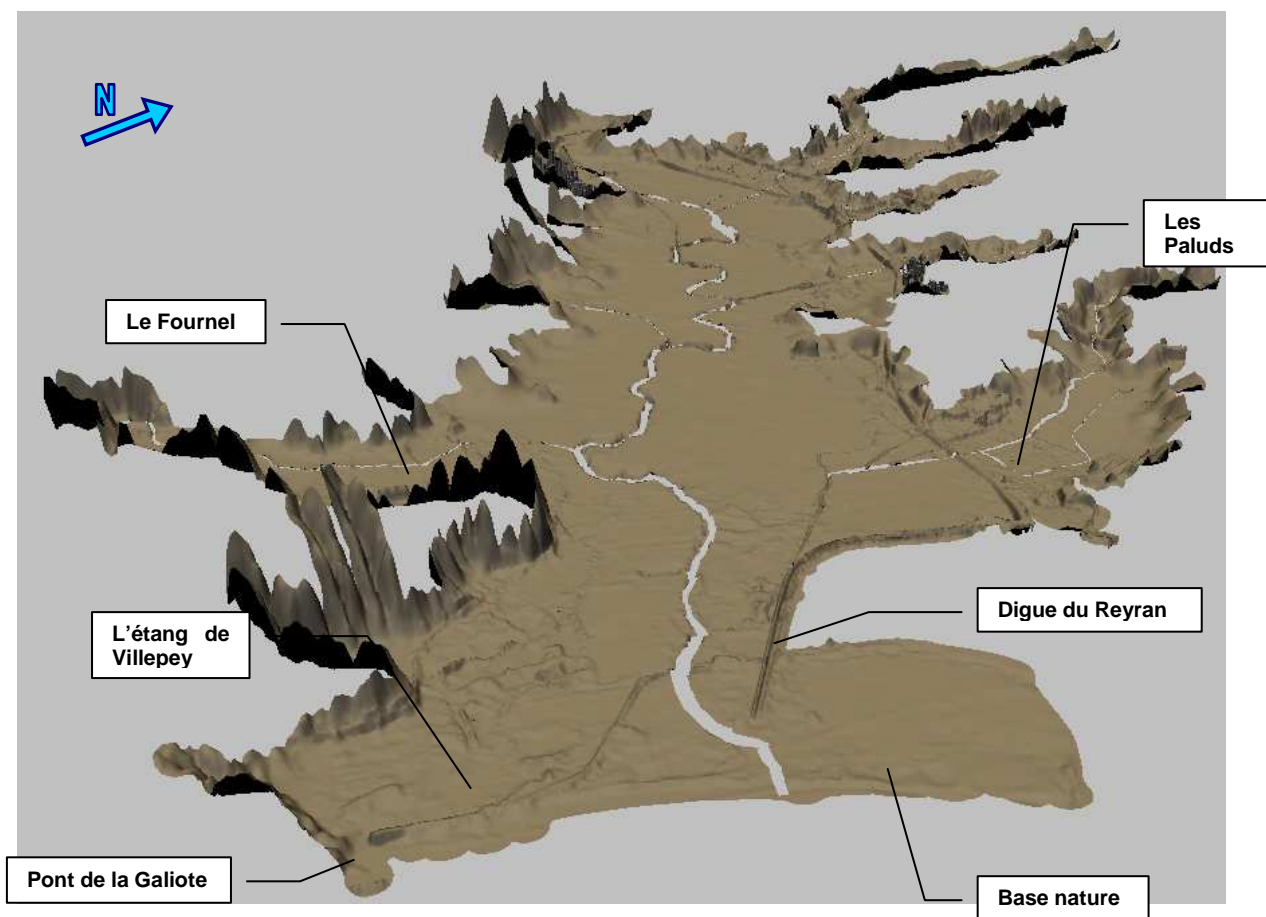 N
Les
Paluds
Le Fournel
Digue du Reyran
L'étang de
Villepey
Pont de la Galiote
Base nature